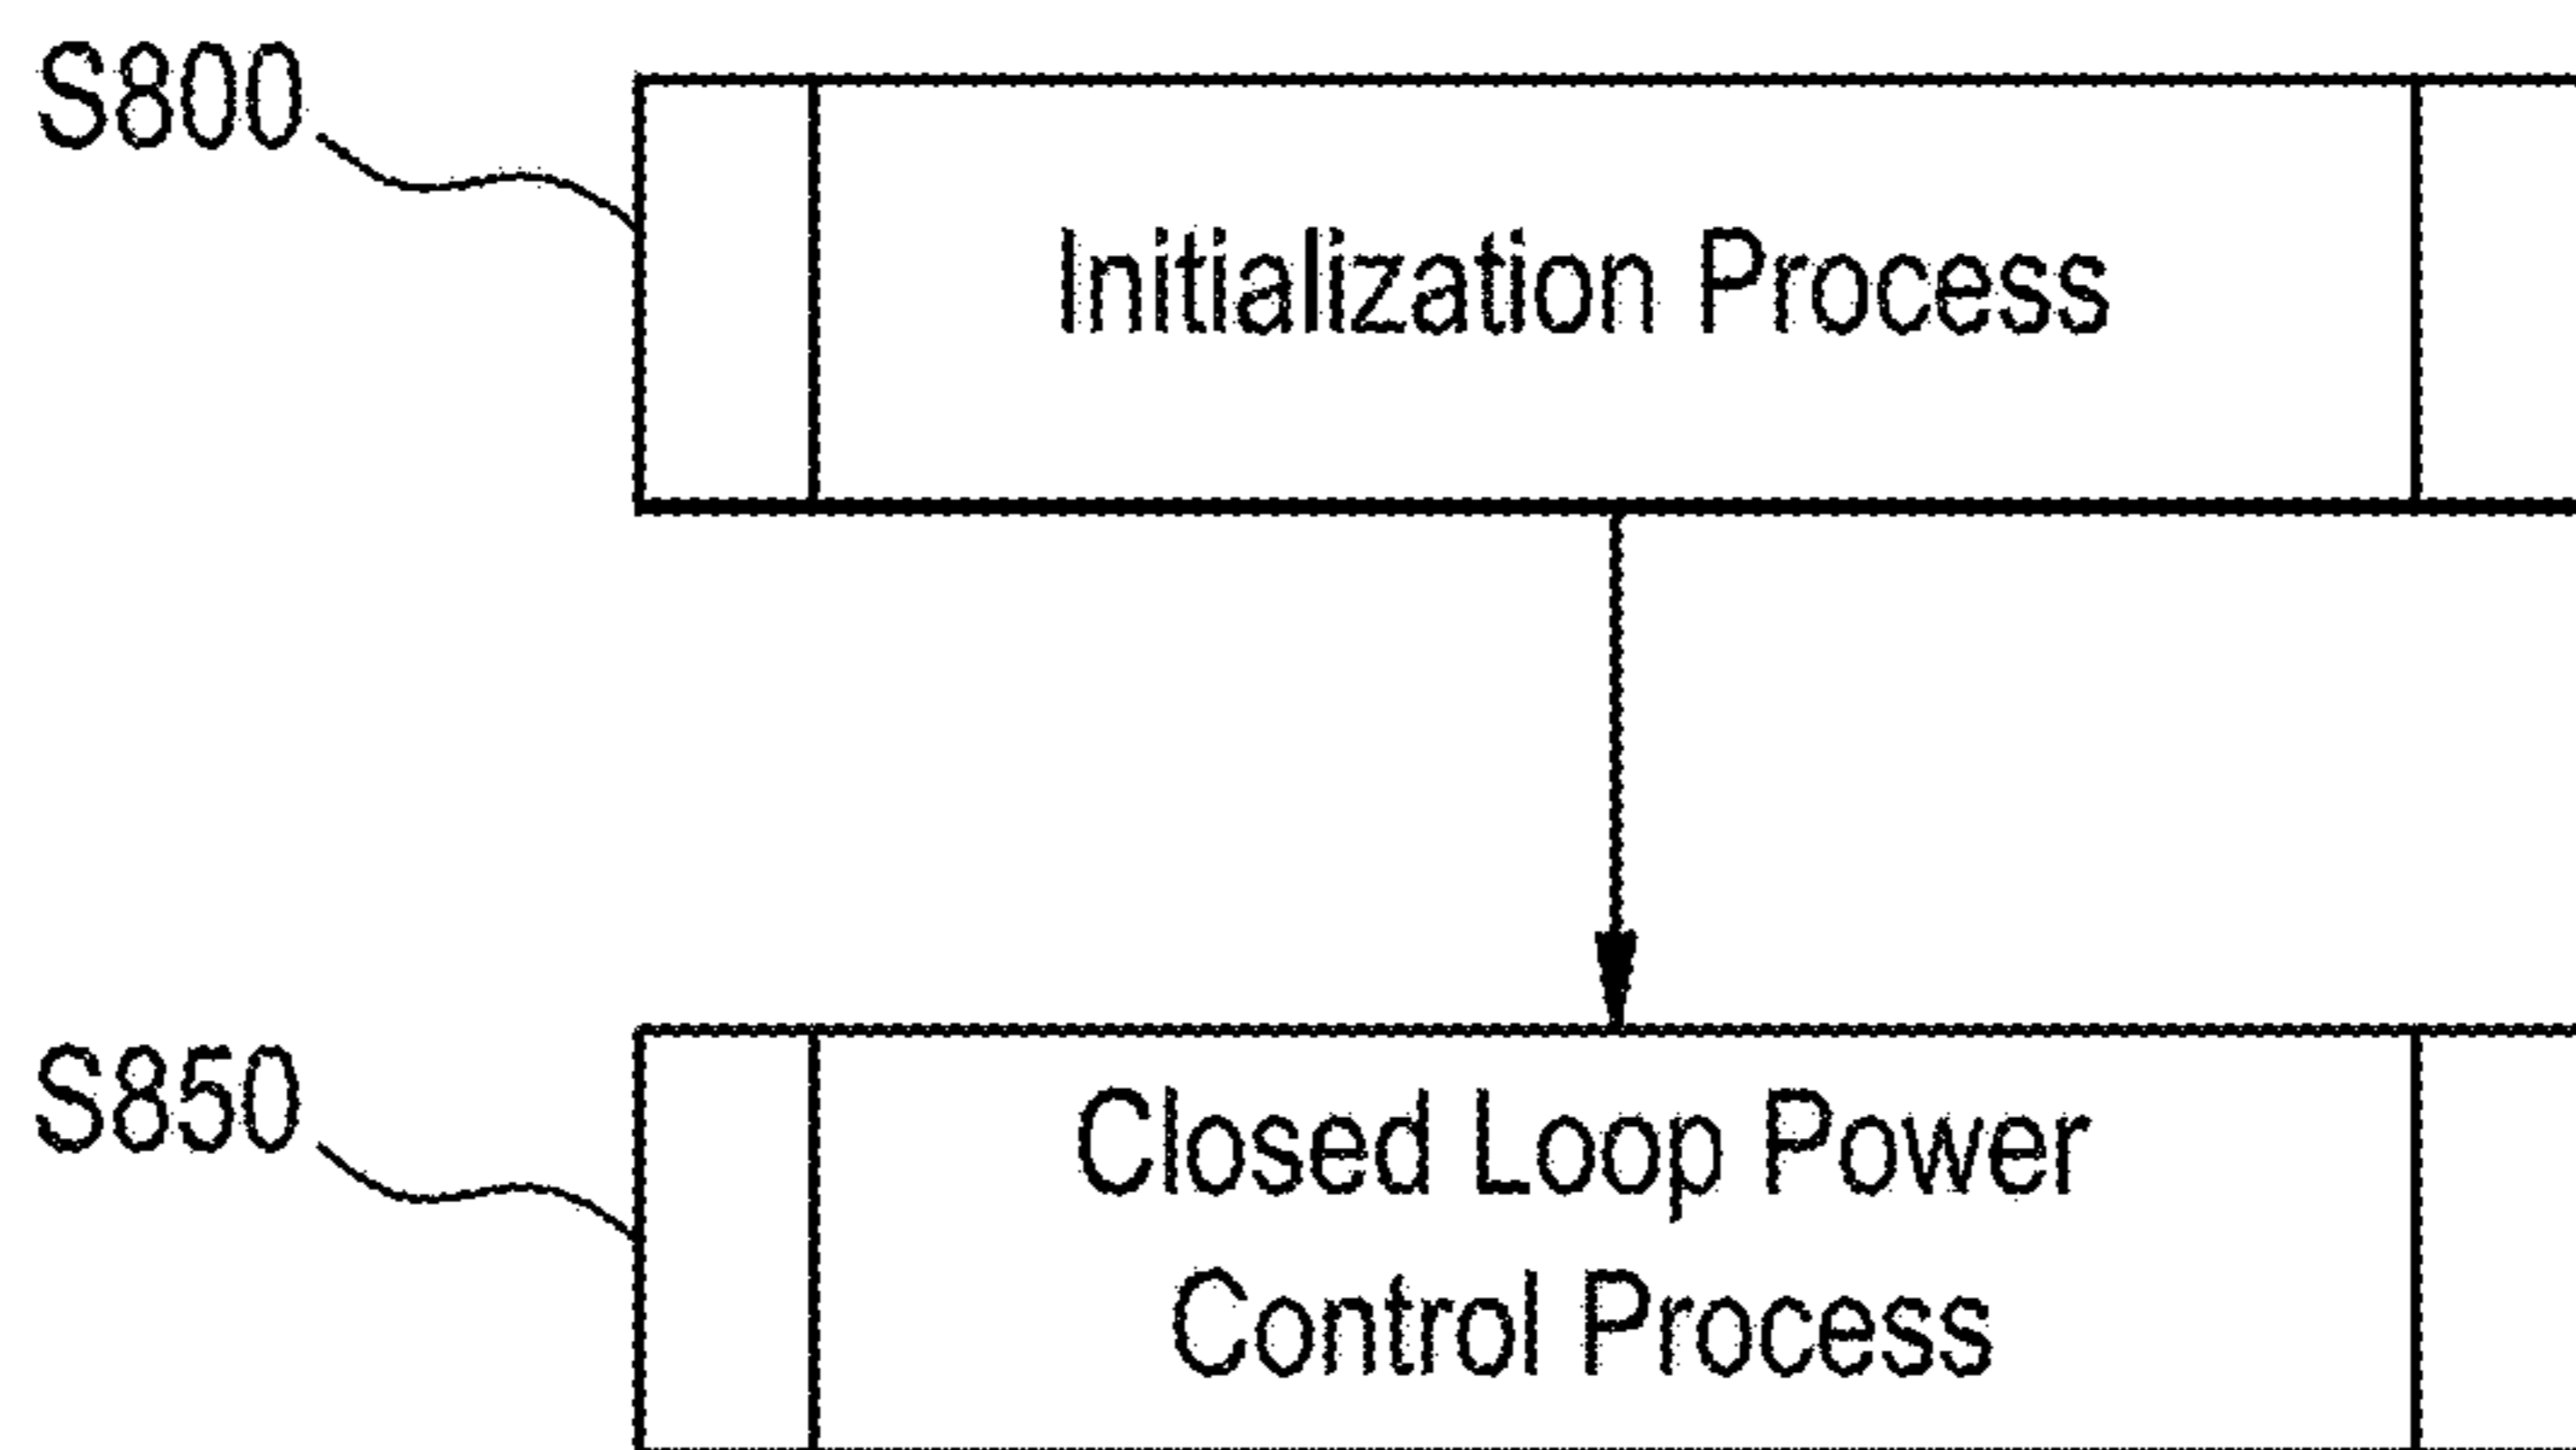 S800
Initialization Process
S850
Closed Loop Power
Control Process